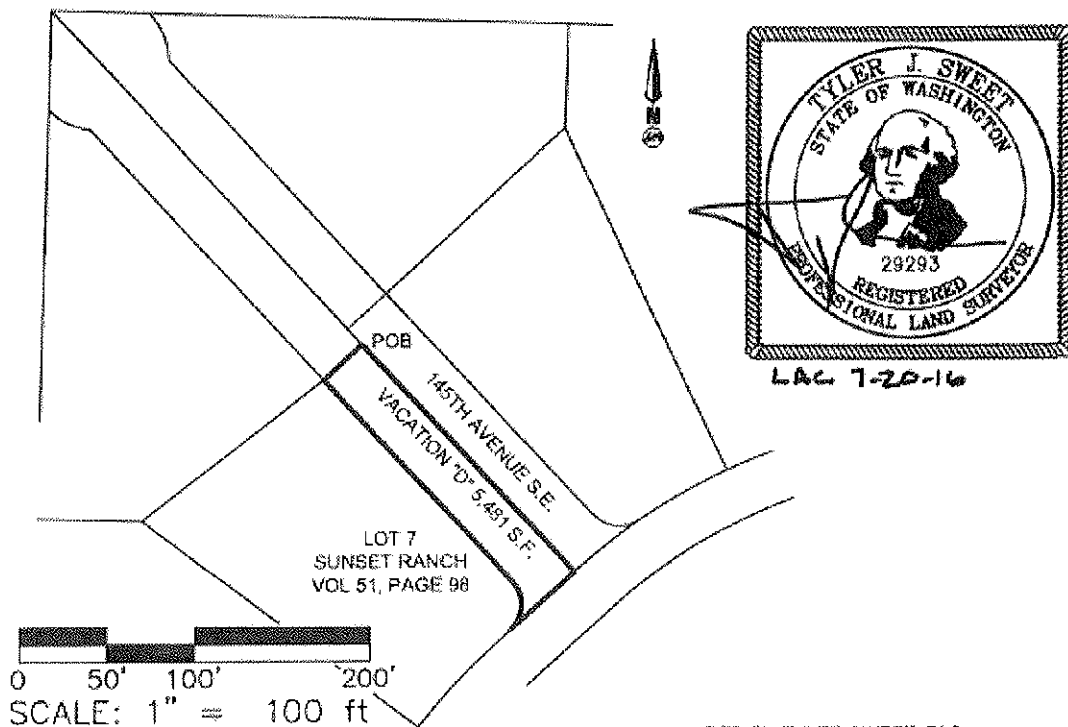 TYLER J. SWEET
STATE OF WASHINGTON
29293
REGISTERED
PROFESSIONAL LAND SURVEYOR
LAC 7-20-16
N
POB
145TH AVENUE S.E.
VACATION "D" 5,481 S.F.
LOT 7
SUNSET RANCH
VOL 51, PAGE 98
0 50' 100' 200'
SCALE: 1" = 100 ft